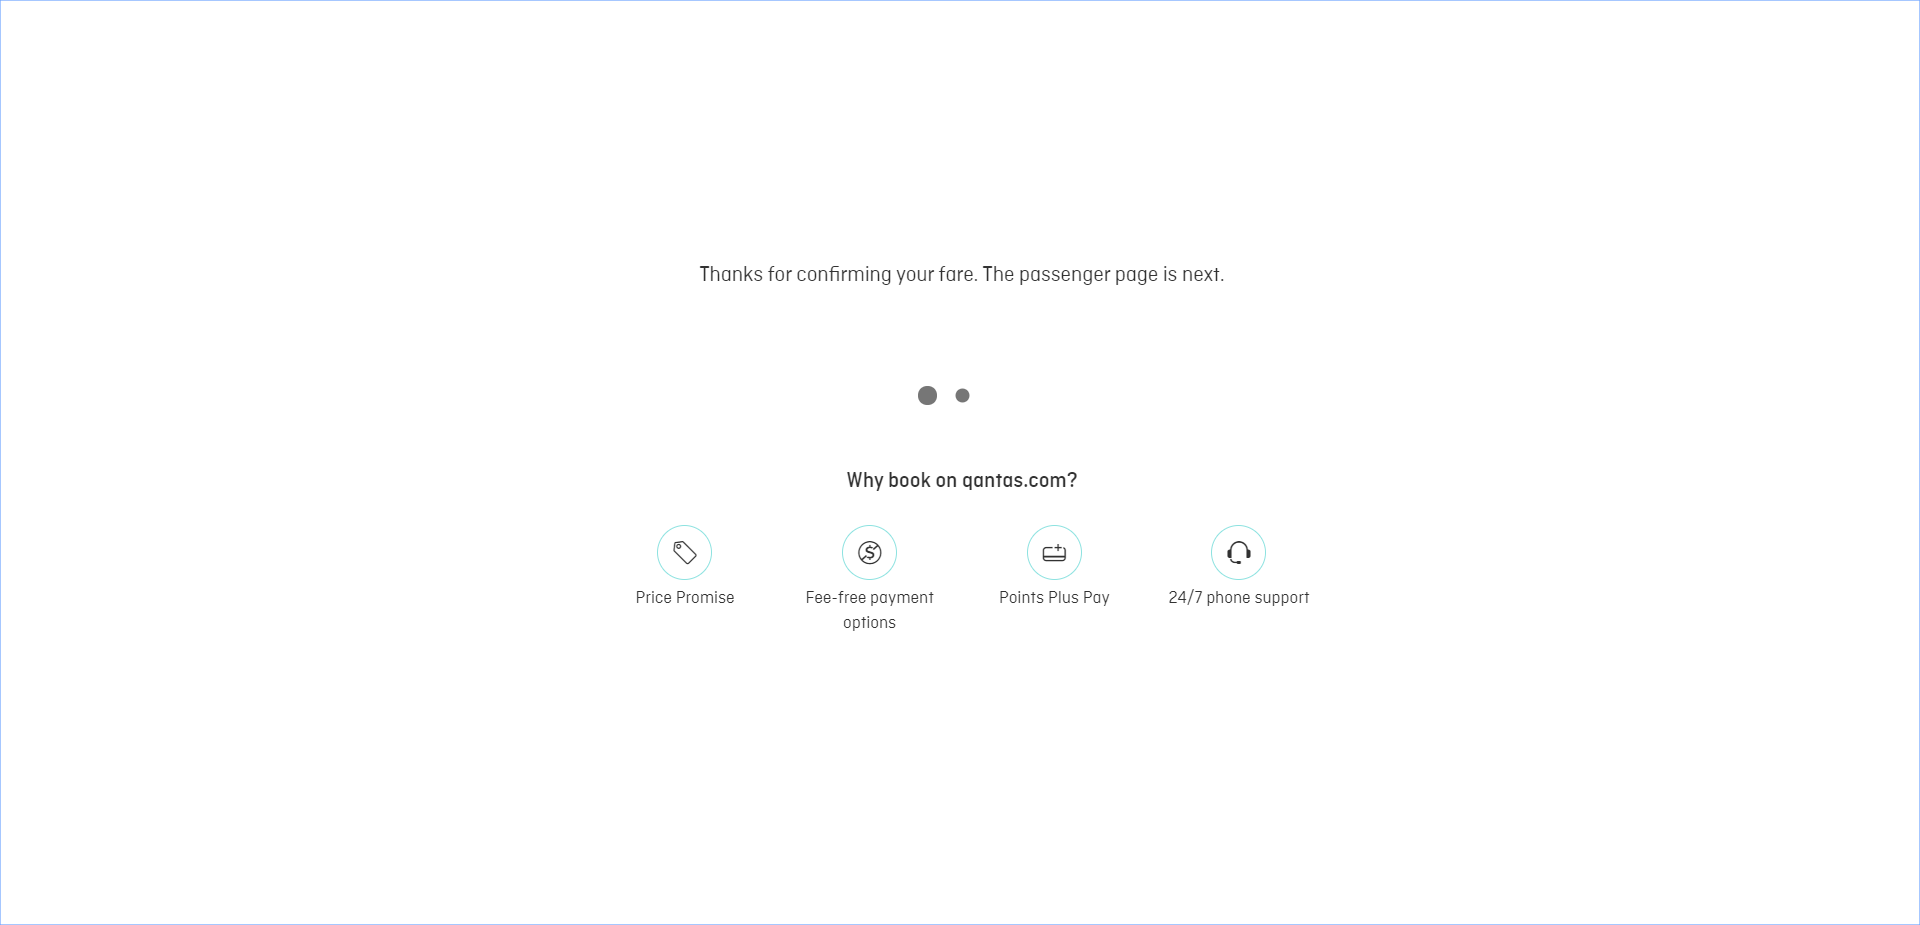 Thanks for confirming your fare. The passenger page is next.
Why book on qantas.com?
Price Promise
Fee-free payment
options
Points Plus Pay
24/7 phone support